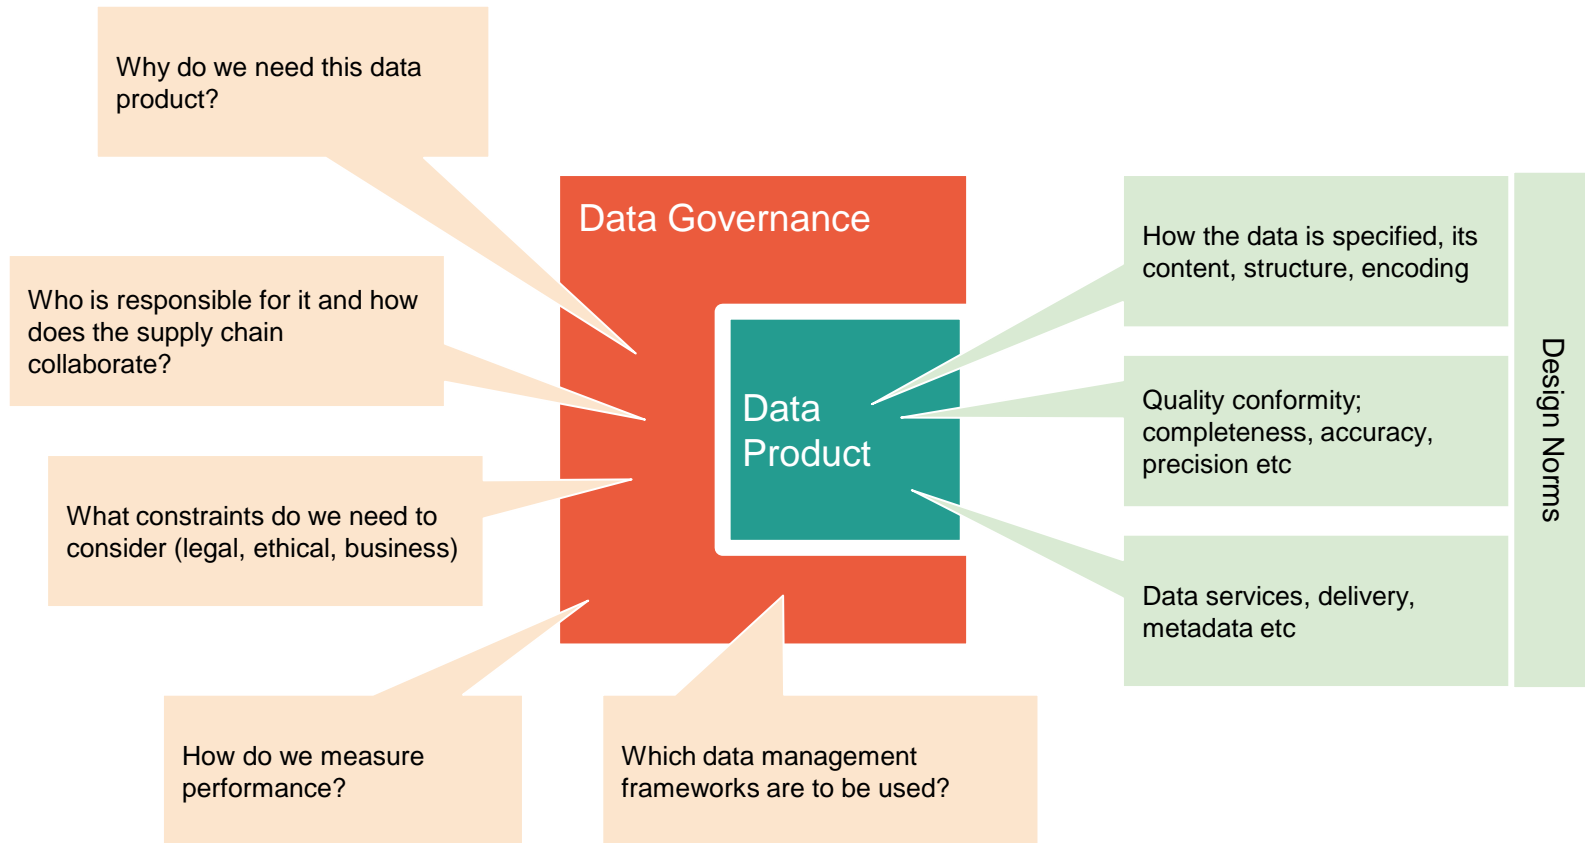 Why do we need this data
product?
Data Governance
Who is responsible for it and how
does the supply chain
collaborate?
What constraints do we need to
consider (legal, ethical, business)
How do we measure
performance?
Which data management
frameworks are to be used?
Data
Product
How the data is specified, its
content, structure, encoding
Quality conformity;
completeness, accuracy,
precision etc
Data services, delivery,
metadata etc
Design Norms